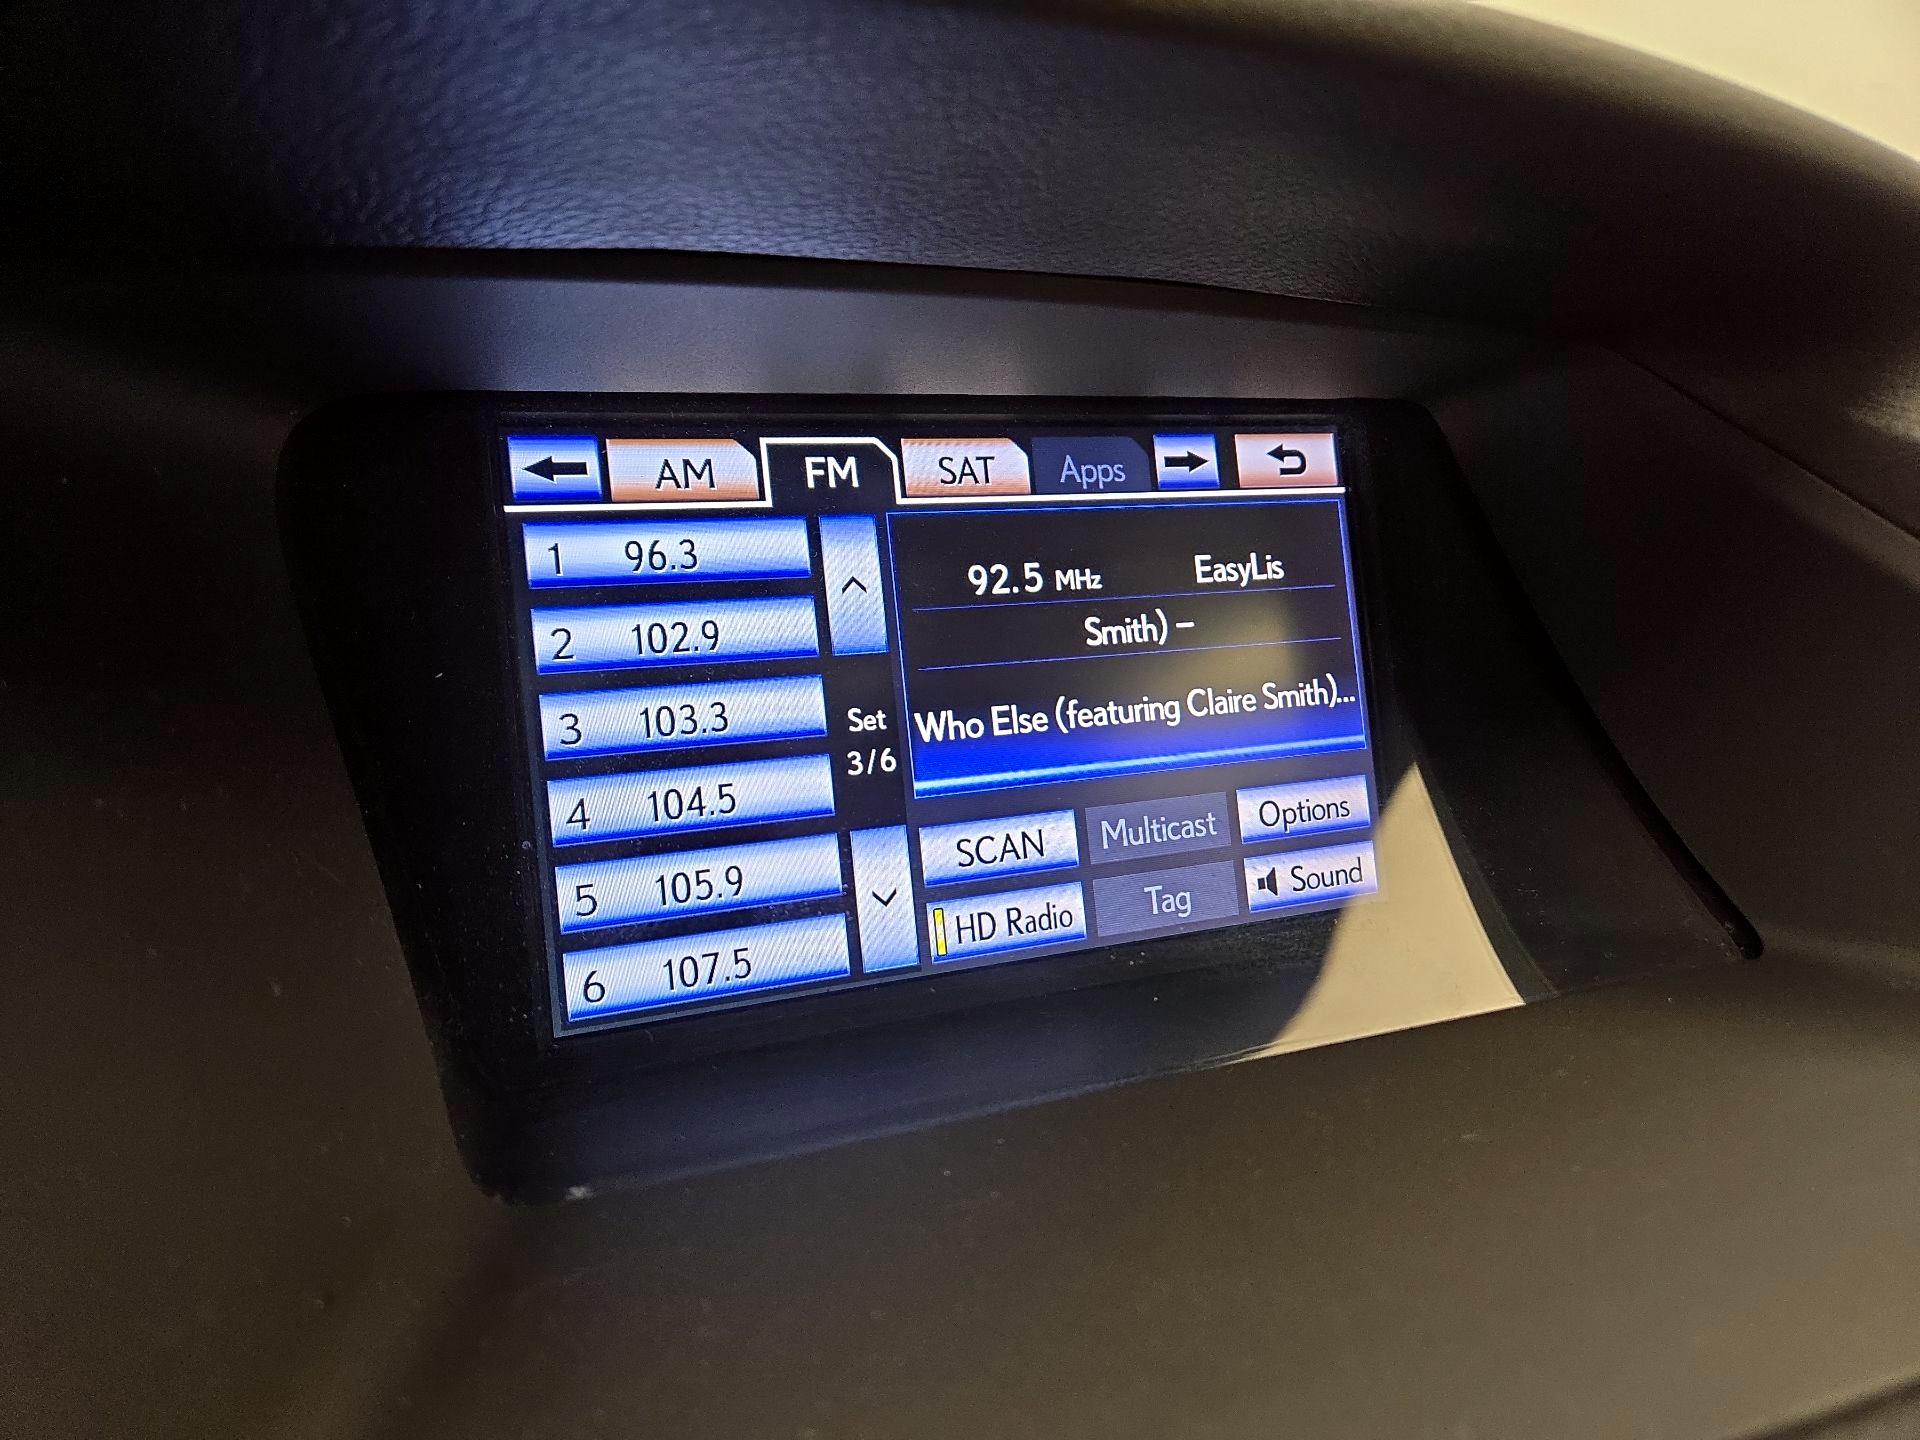 AM FM SAT Apps
1 96.3
2 102.9
3 103.3
4 104.5
5 105.9
6 107.5
Set
3/6
92.5 MHz EasyLis
Smith) –
Who Else (featuring Claire Smith)...
SCAN Multicast Options
HD Radio Tag Sound